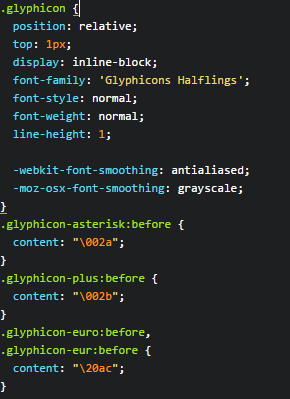 .glyphicon {
  position: relative;
  top: 1px;
  display: inline-block;
  font-family: 'Glyphicons Halflings';
  font-style: normal;
  font-weight: normal;
  line-height: 1;

  -webkit-font-smoothing: antialiased;
  -moz-osx-font-smoothing: grayscale;
}
.glyphicon-asterisk:before {
  content: "\002a";
}
.glyphicon-plus:before {
  content: "\002b";
}
.glyphicon-euro:before,
.glyphicon-eur:before {
  content: "\20ac";
}